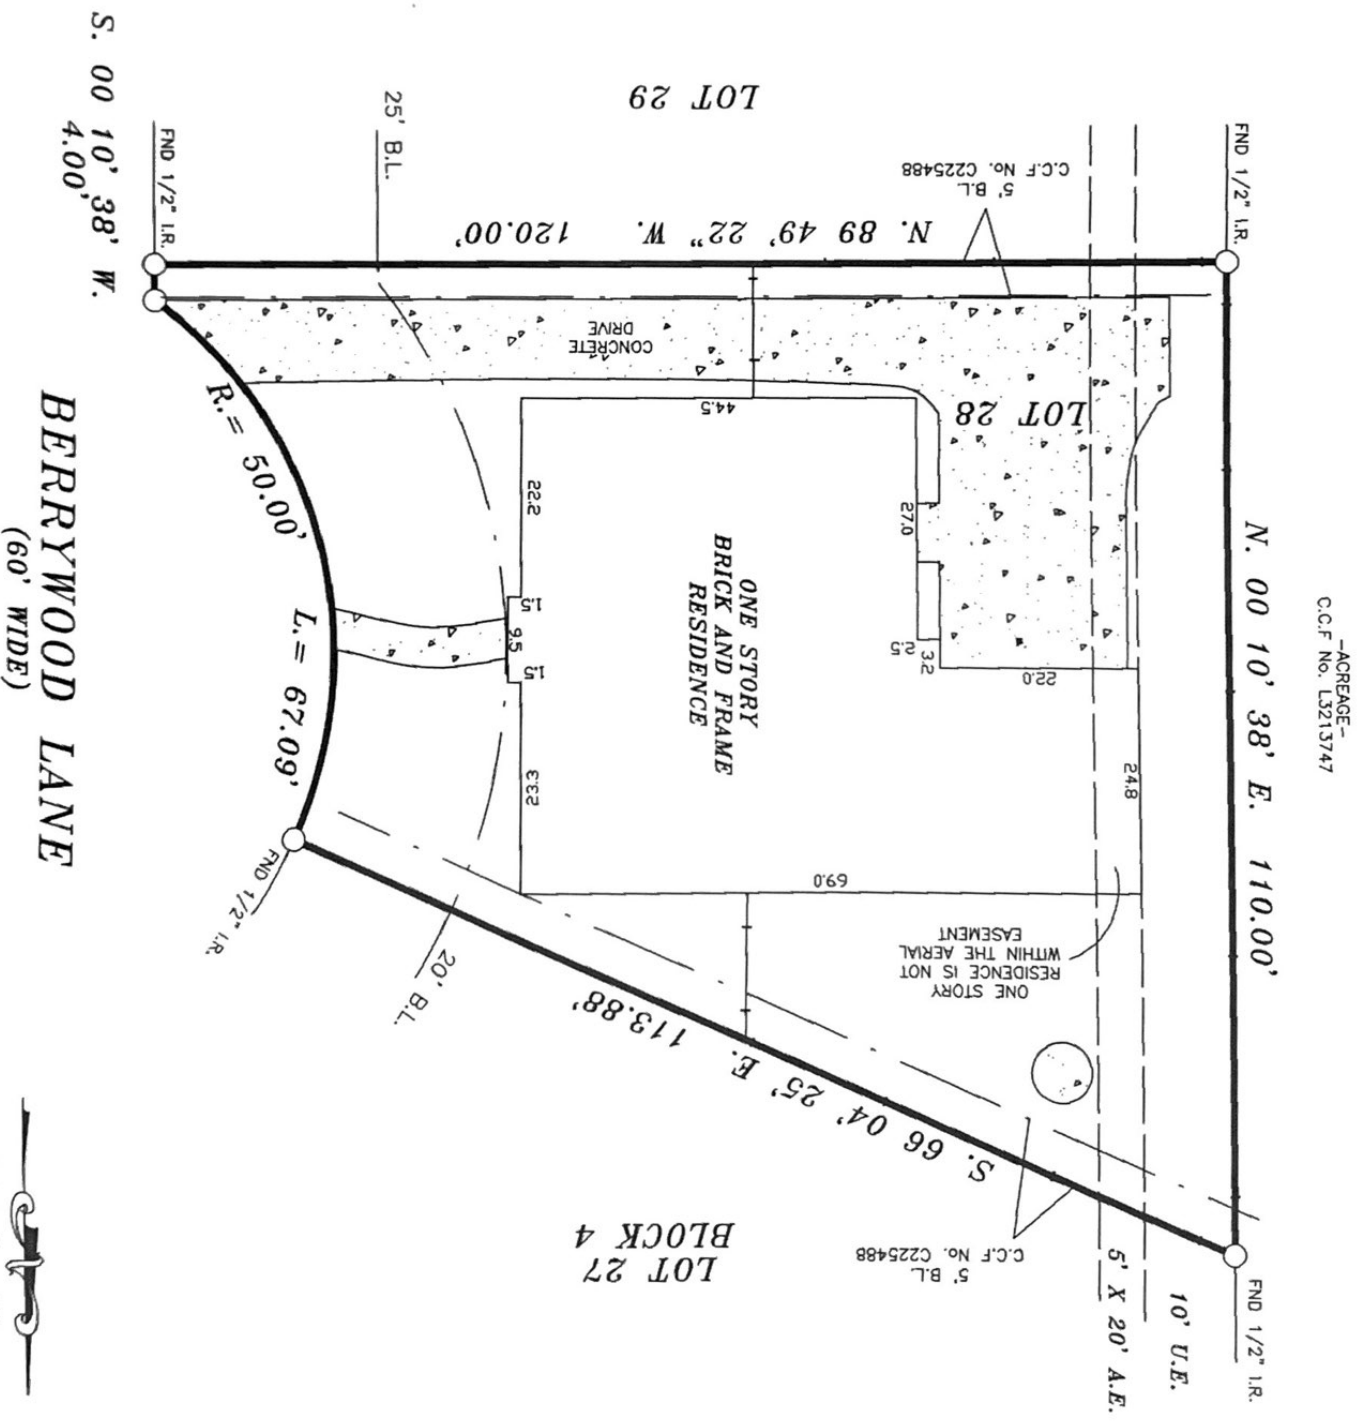 LOT 29
S. 00 10' 38" W.
4.00'
FND 1/2" I.R.
25' B.L.
N. 89 49' 22" W. 120.00'
5' B.L.
C.C.F No. C225488
FND 1/2" I.R.
CONCRETE
DRIVE
LOT 28
44.5
22.2
27.0
1.5
9.5
1.5
2.5
3.2
22.0
23.3
24.8
69.0
ONE STORY
BRICK AND FRAME
RESIDENCE
R.= 50.00'
L.= 67.09'
BERRYWOOD LANE
(60' WIDE)
N. 00 10' 38" E. 110.00'
-ACREAGE-
C.C.F No. L3213747
FND 1/2" I.R.
20' B.L.
ONE STORY
RESIDENCE IS NOT
WITHIN THE AERIAL
EASEMENT
S. 66 04' 25" E. 113.88'
5' B.L.
C.C.F No. C225488
LOT 27
BLOCK 4
5' X 20' A.E.
10' U.E.
FND 1/2" I.R.